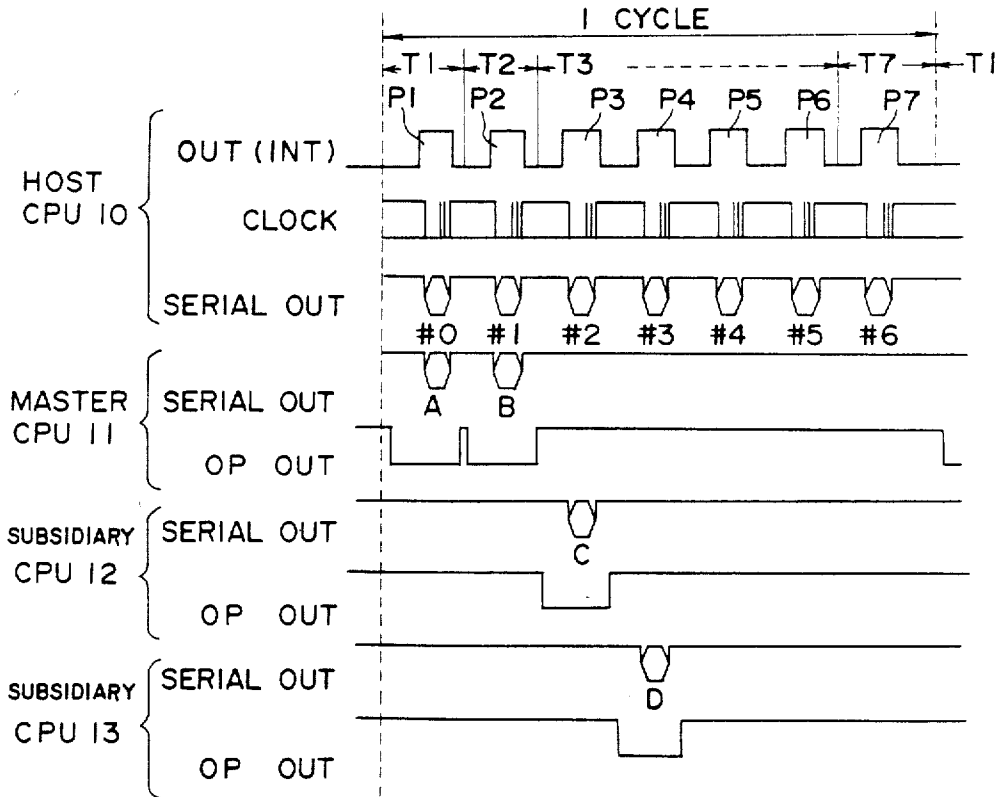 1 CYCLE
T1 T2 T3 T7 T1
P1 P2 P3 P4 P5 P6 P7
OUT (INT)
HOST
CPU 10
CLOCK
SERIAL OUT
#0 #1 #2 #3 #4 #5 #6
MASTER
CPU 11
SERIAL OUT
A B
OP OUT
SUBSIDIARY
CPU 12
SERIAL OUT
C
OP OUT
SUBSIDIARY
CPU 13
SERIAL OUT
D
OP OUT